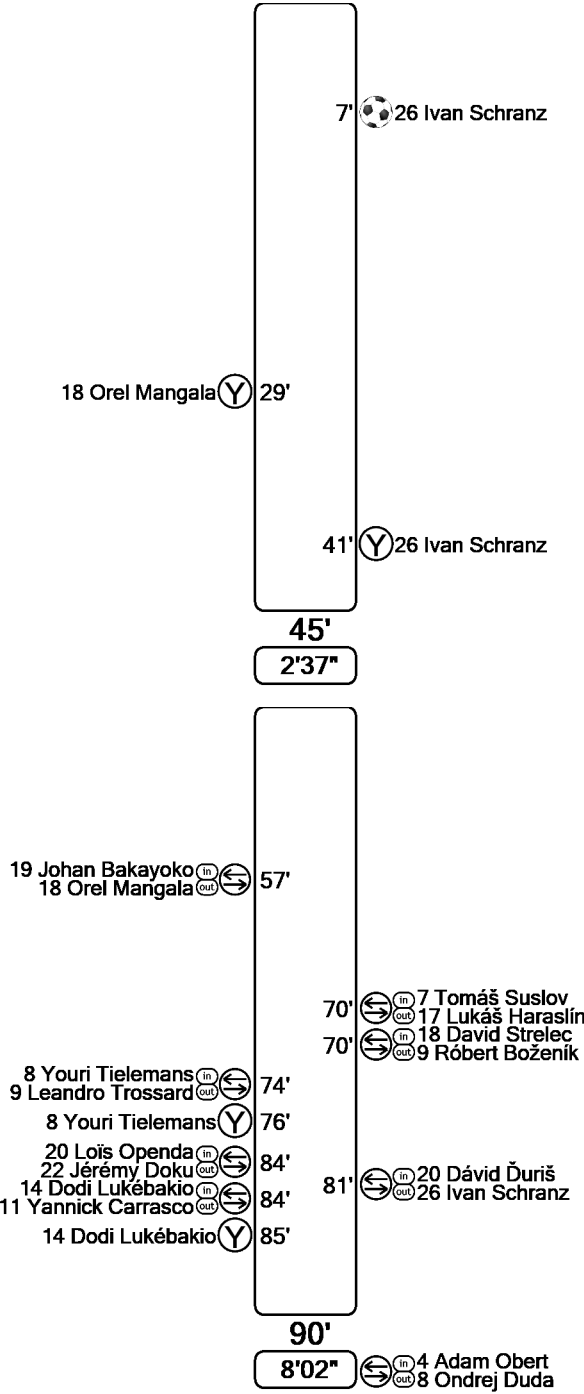 7' 26 Ivan Schranz
18 Orel Mangala Y 29'
41' Y 26 Ivan Schranz
45'
2'37"
19 Johan Bakayoko in
18 Orel Mangala out
57'
70'
in 7 Tomáš Suslov
out 17 Lukáš Haraslín
70'
in 18 David Strelec
out 9 Róbert Boženík
8 Youri Tielemans in
9 Leandro Trossard out
74'
8 Youri Tielemans Y 76'
20 Loïs Openda in
22 Jérémy Doku out
84'
81'
in 20 Dávid Ďuriš
out 26 Ivan Schranz
14 Dodi Lukébakio in
11 Yannick Carrasco out
84'
14 Dodi Lukébakio Y 85'
90'
8'02"
in 4 Adam Obert
out 8 Ondrej Duda